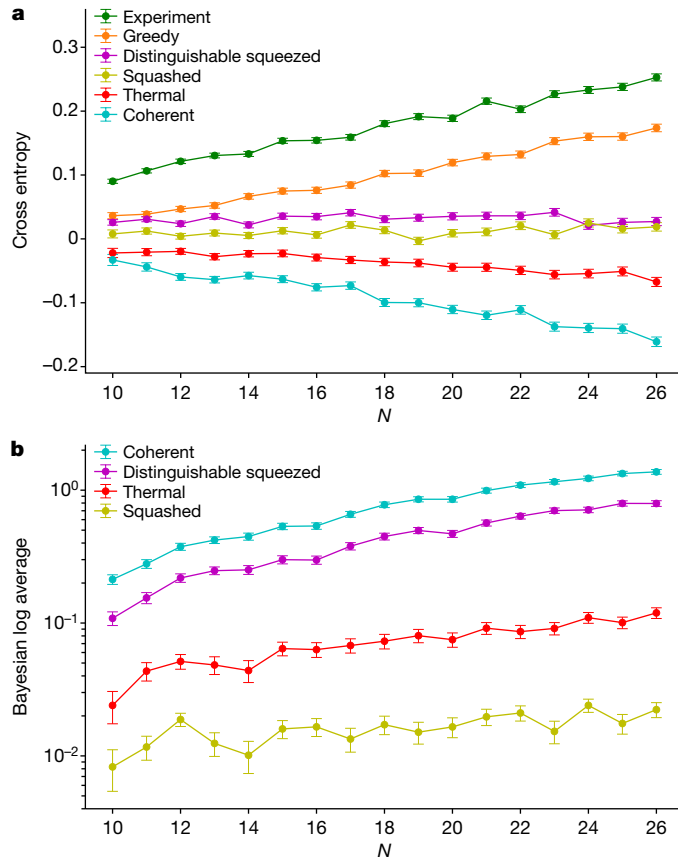 a
Experiment
Greedy
Distinguishable squeezed
Squashed
Thermal
Coherent
Cross entropy
0.3
0.2
0.1
0
−0.1
−0.2
10 12 14 16 18 20 22 24 26
N
b
Coherent
Distinguishable squeezed
Thermal
Squashed
Bayesian log average
10⁰
10⁻¹
10⁻²
10 12 14 16 18 20 22 24 26
N